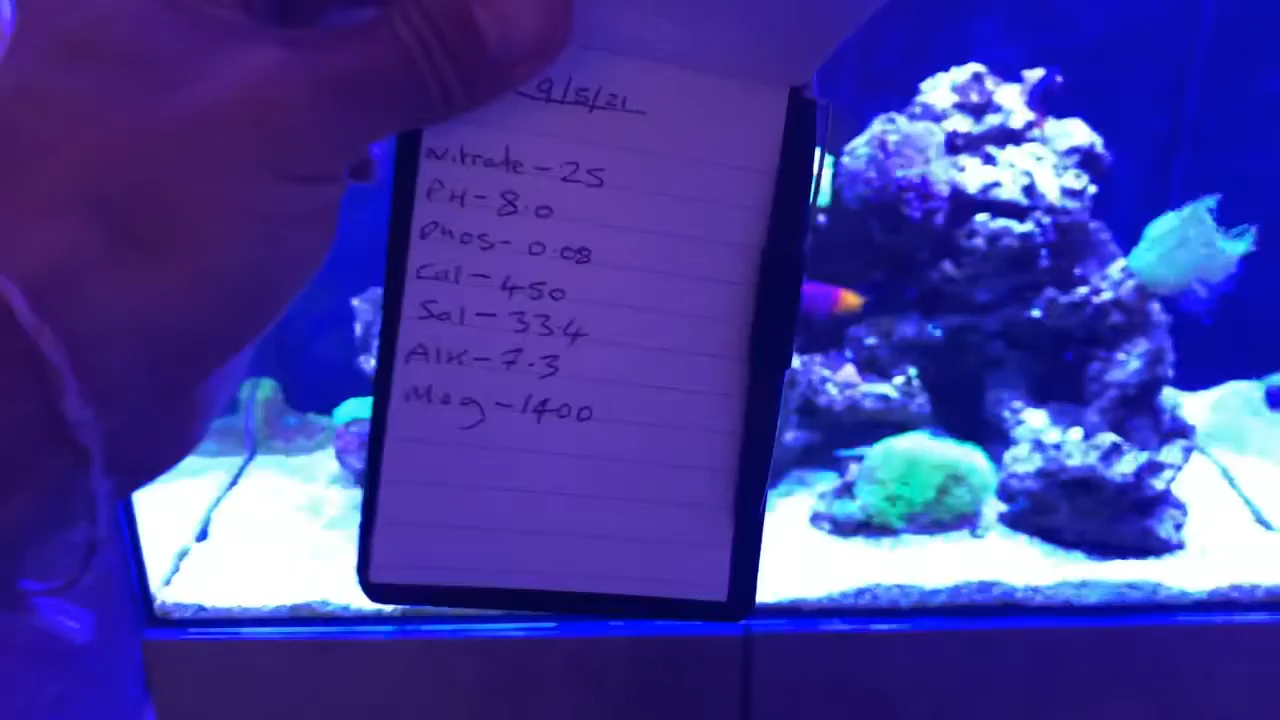 9/5/21
Nitrate - 25
PH - 8.0
Phos - 0.08
Cal - 450
Sal - 33.4
Alk - 7.3
Mag - 1400